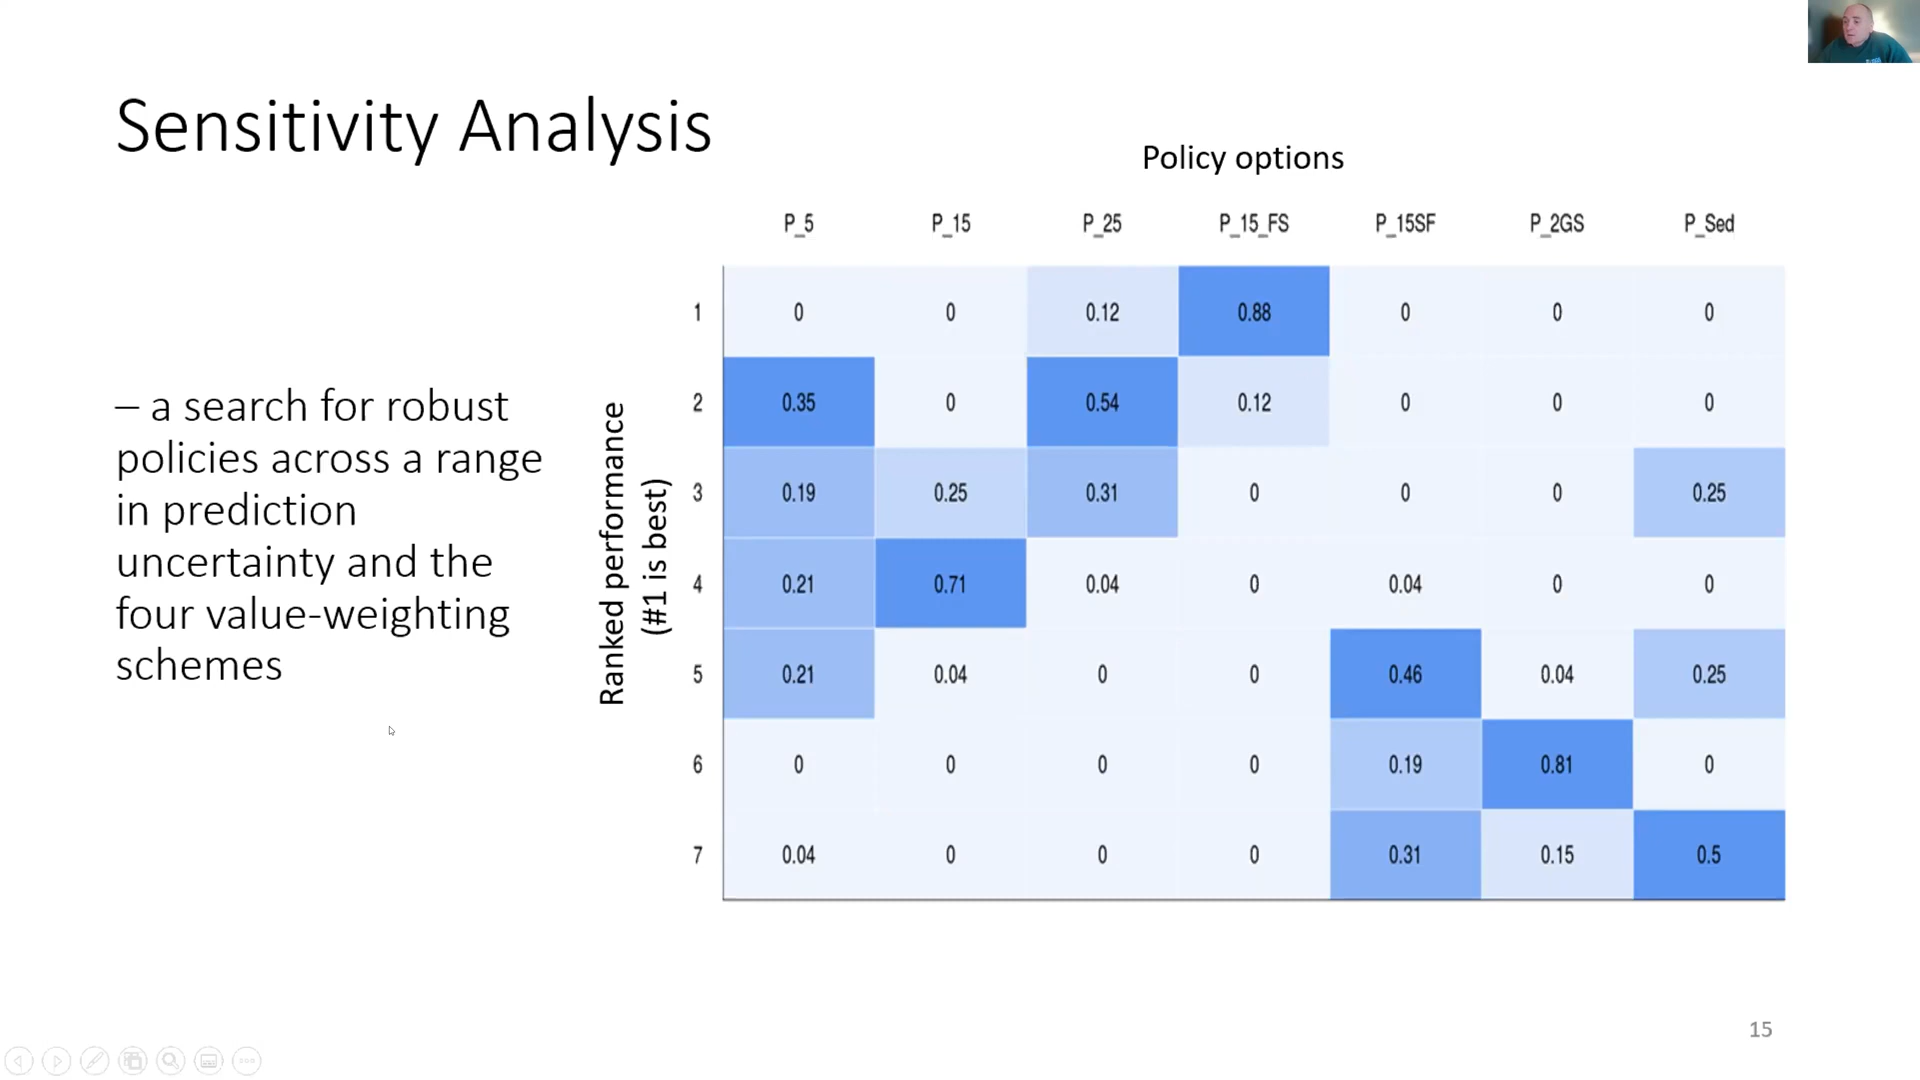 Sensitivity Analysis
– a search for robust
policies across a range
in prediction
uncertainty and the
four value-weighting
schemes
Policy options
P_5 P_15 P_25 P_15_FS P_15SF P_2GS P_Sed
Ranked performance
(#1 is best)
1 0 0 0.12 0.88 0 0 0
2 0.35 0 0.54 0.12 0 0 0
3 0.19 0.25 0.31 0 0 0 0.25
4 0.21 0.71 0.04 0 0.04 0 0
5 0.21 0.04 0 0 0.46 0.04 0.25
6 0 0 0 0 0.19 0.81 0
7 0.04 0 0 0 0.31 0.15 0.5
15